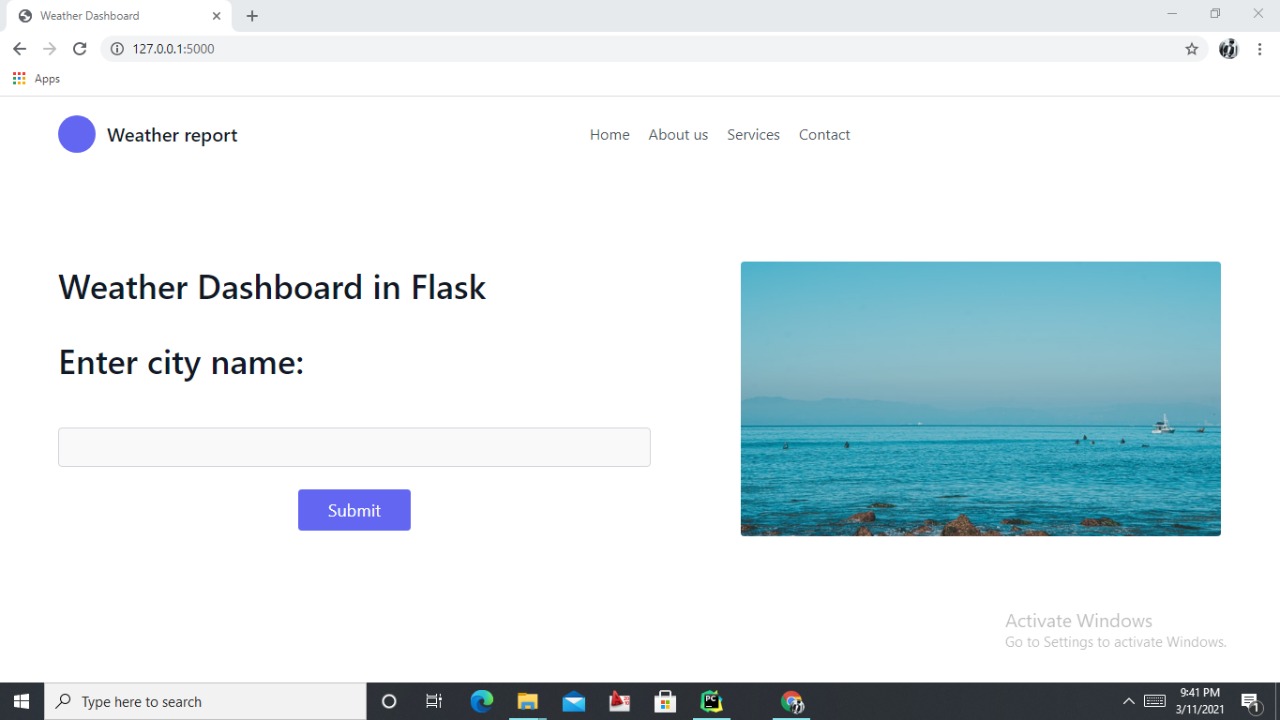 Weather Dashboard
127.0.0.1:5000
Apps
Weather report
Home About us Services Contact
Weather Dashboard in Flask
Enter city name:
Submit
Activate Windows
Go to Settings to activate Windows.
Type here to search
PC
9:41 PM
3/11/2021
1